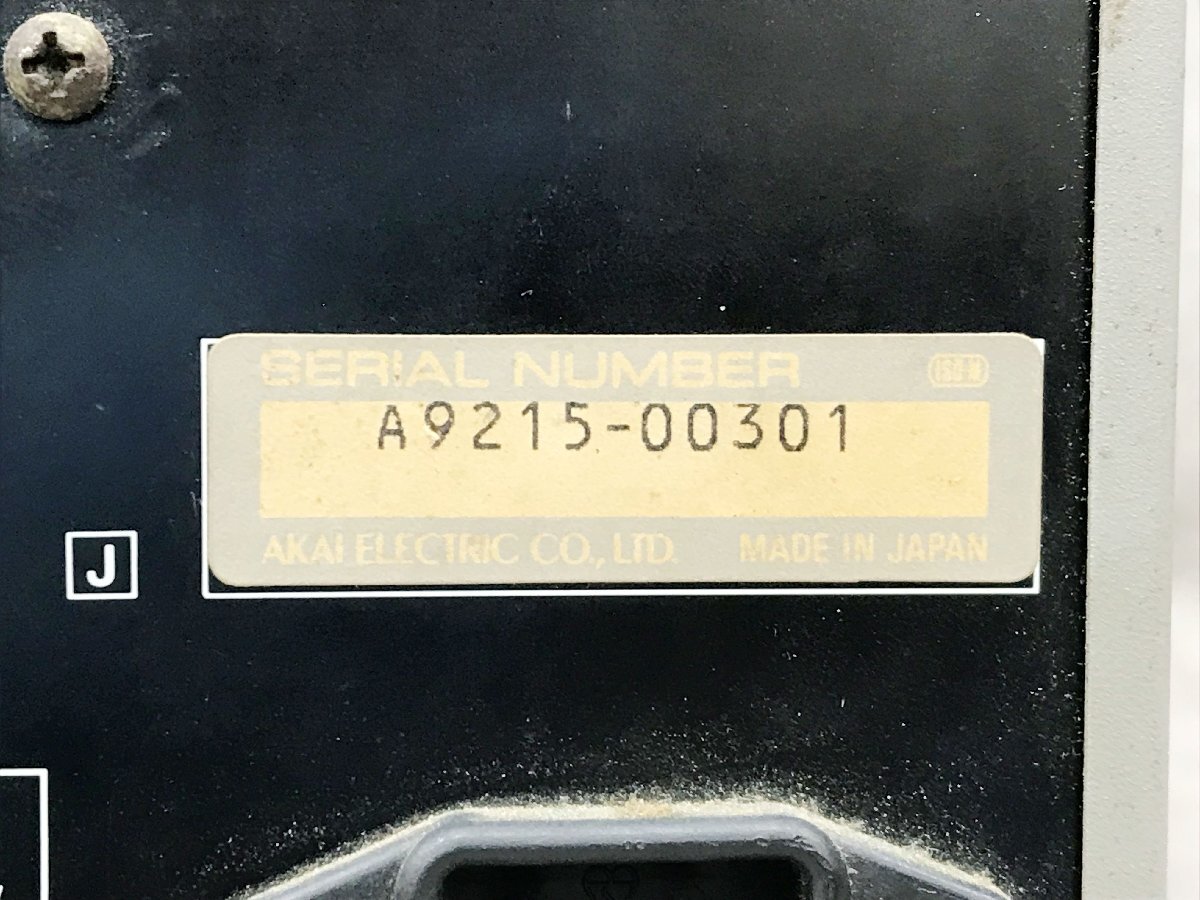 SERIAL NUMBER
A9215-00301
AKAI ELECTRIC CO., LTD. MADE IN JAPAN
J